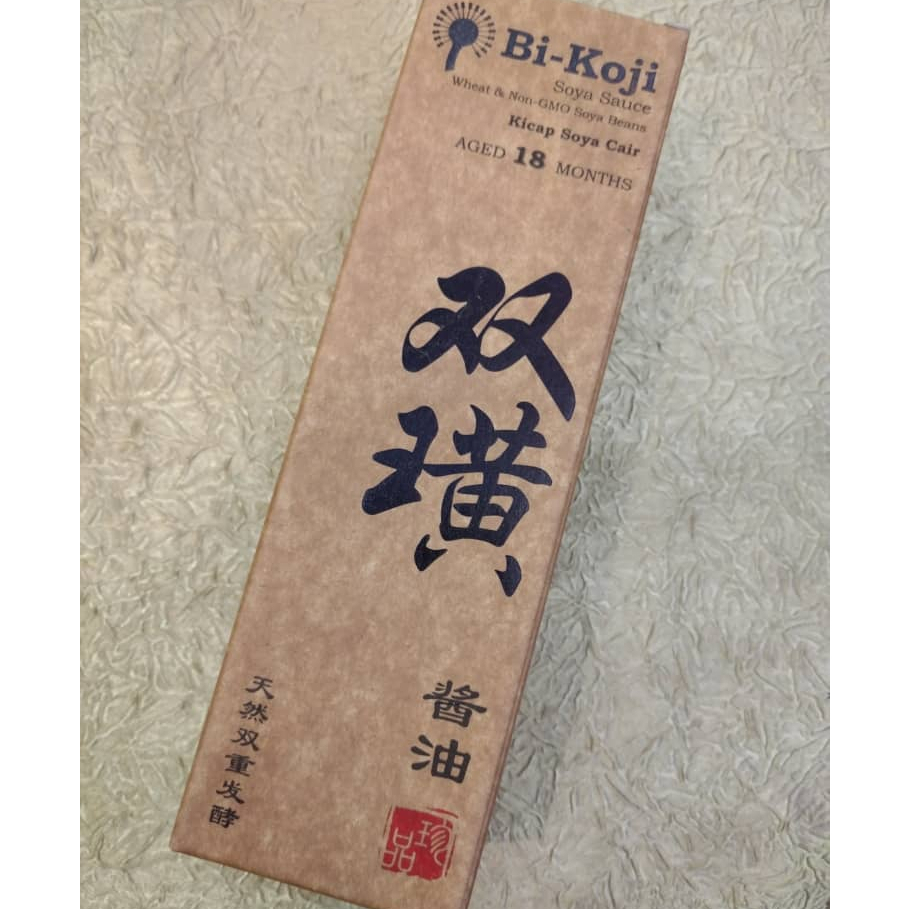 Bi-Koji
Soya Sauce
Wheat & Non-GMO Soya Beans
Kicap Soya Cair
AGED 18 MONTHS
双璜
醤油
天然双重发酵
珍品